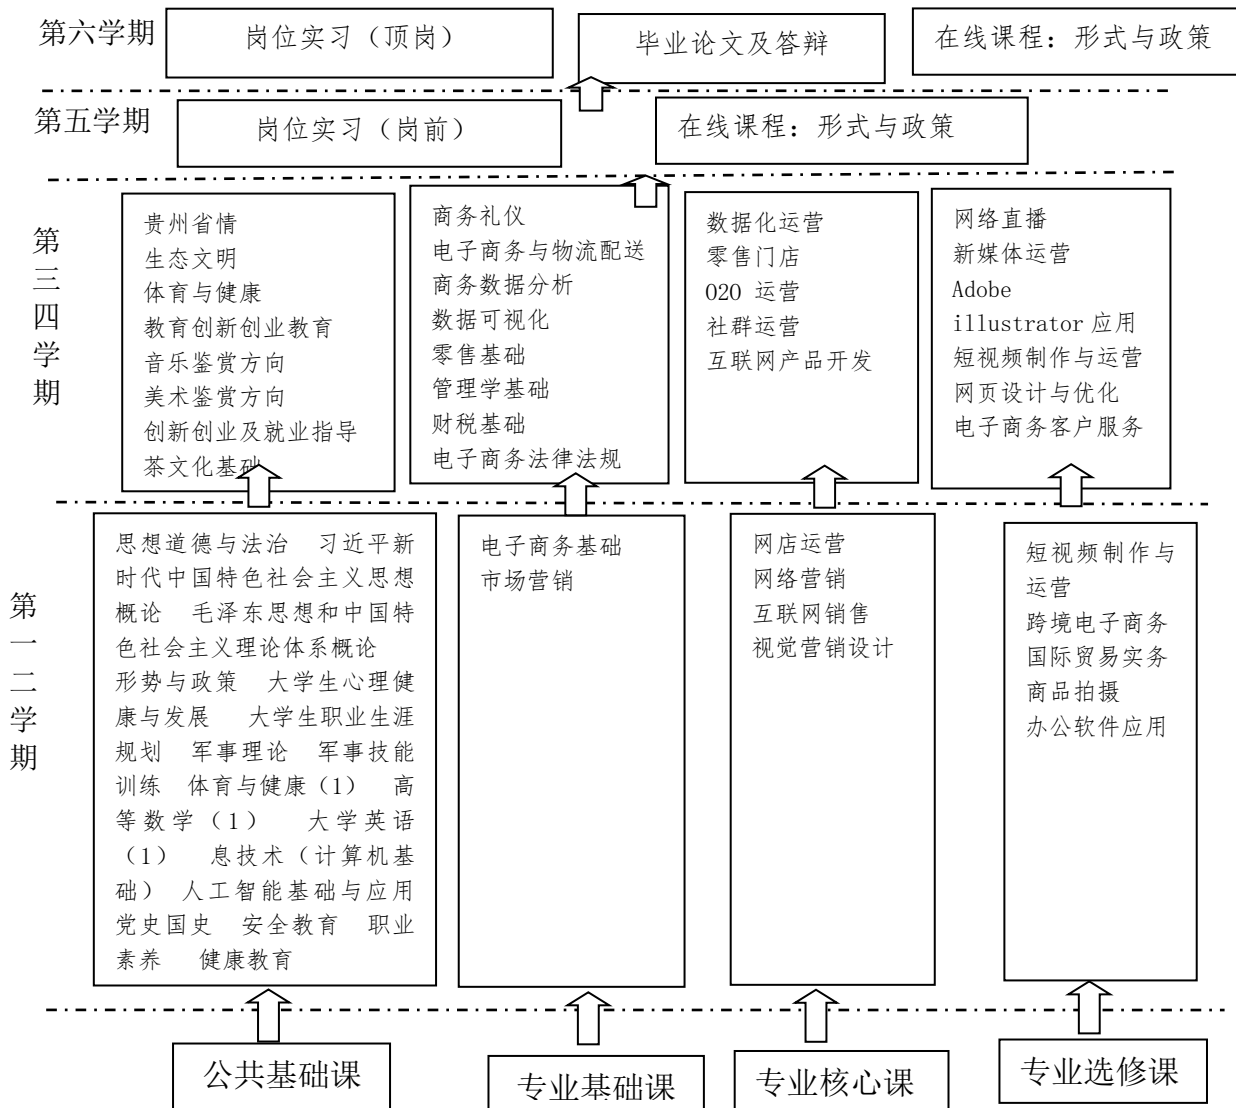 第六学期
岗位实习（顶岗）
毕业论文及答辩
在线课程：形式与政策
第五学期
岗位实习（岗前）
在线课程：形式与政策
第三四学期
贵州省情
生态文明
体育与健康
教育创新创业教育
音乐鉴赏方向
美术鉴赏方向
创新创业及就业指导
茶文化基础
商务礼仪
电子商务与物流配送
商务数据分析
数据可视化
零售基础
管理学基础
财税基础
电子商务法律法规
数据化运营
零售门店
O2O 运营
社群运营
互联网产品开发
网络直播
新媒体运营
Adobe
illustrator 应用
短视频制作与运营
网页设计与优化
电子商务客户服务
第一二学期
思想道德与法治 习近平新
时代中国特色社会主义思想
概论 毛泽东思想和中国特
色社会主义理论体系概论
形势与政策 大学生心理健
康与发展 大学生职业生涯
规划 军事理论 军事技能
训练 体育与健康（1） 高
等数学（1） 大学英语
（1） 息技术（计算机基
础） 人工智能基础与应用
党史国史 安全教育 职业
素养 健康教育
电子商务基础
市场营销
网店运营
网络营销
互联网销售
视觉营销设计
短视频制作与
运营
跨境电子商务
国际贸易实务
商品拍摄
办公软件应用
公共基础课
专业基础课
专业核心课
专业选修课